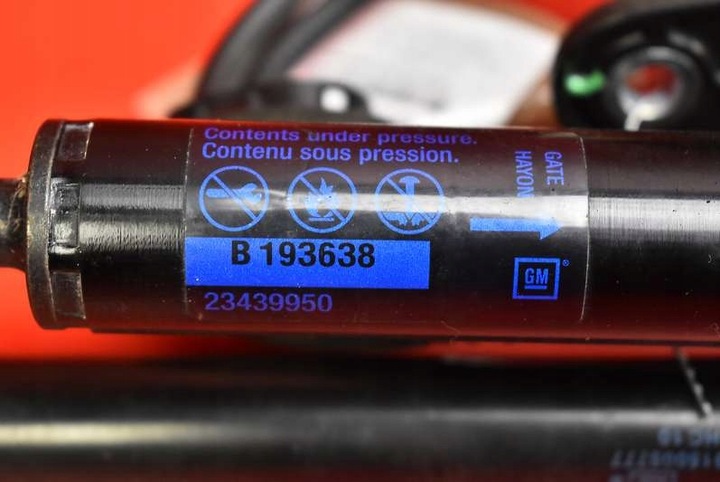 Contents under pressure.
Contenu sous pression.
GATE
HAYON
B 193638
GM®
23439950